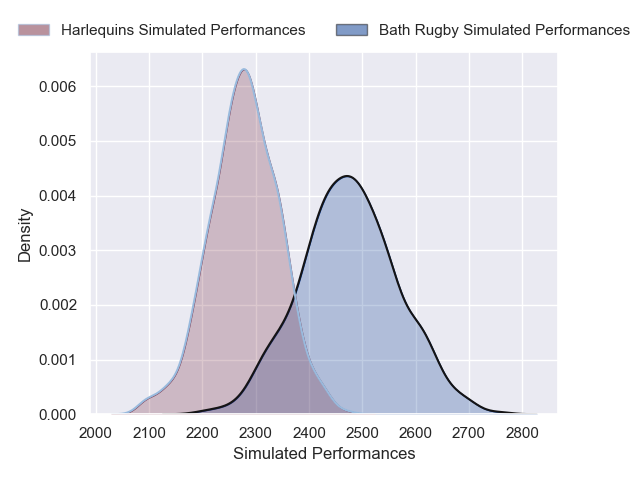 Harlequins Simulated Performances Bath Rugby Simulated Performances
0.006
0.005
0.004
0.003
0.002
0.001
0.000
Density
2000 2100 2200 2300 2400 2500 2600 2700 2800
Simulated Performances